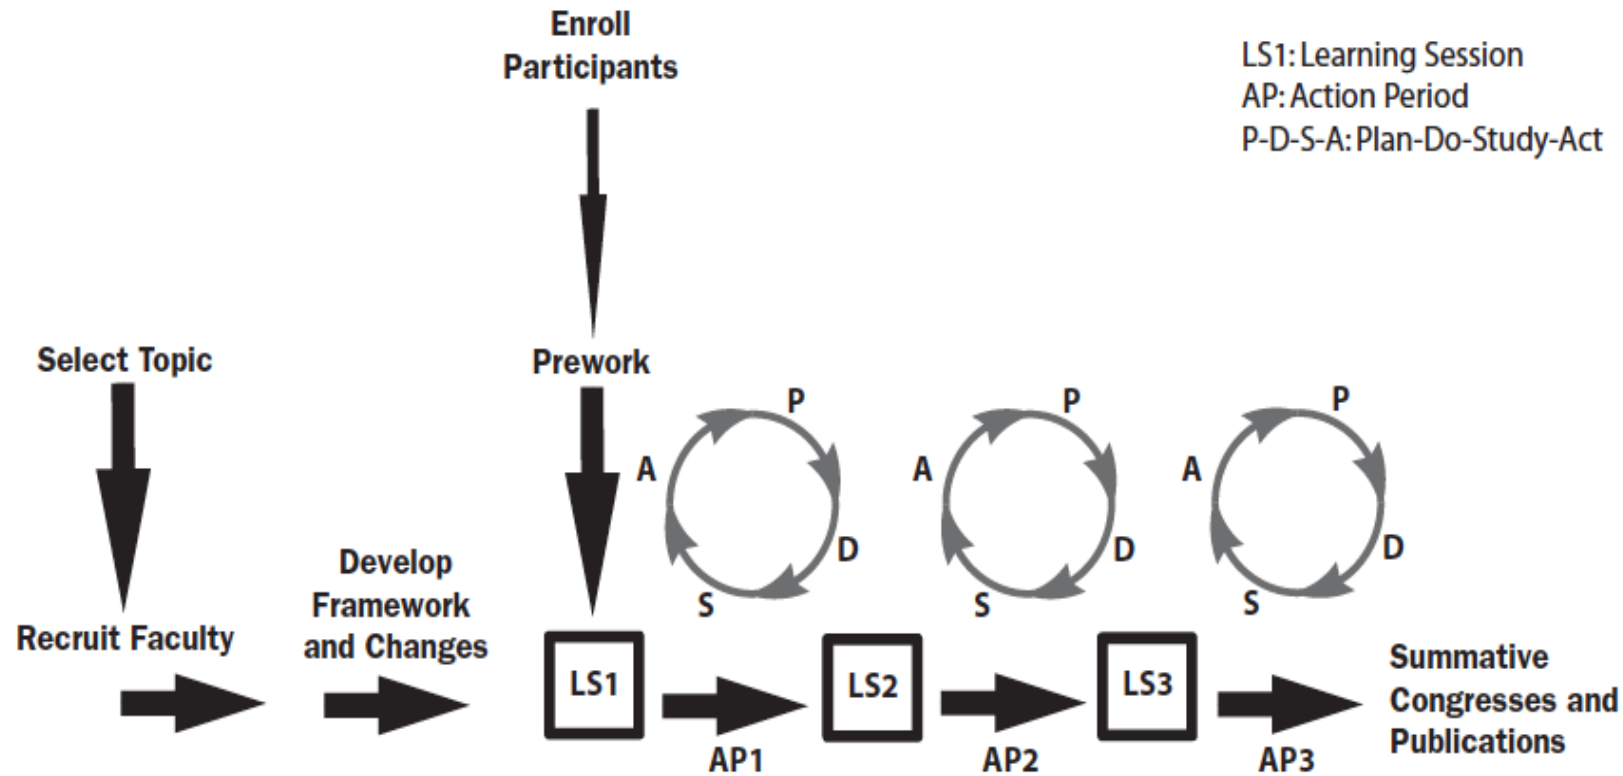 Enroll
Participants
LS1: Learning Session
AP: Action Period
P-D-S-A: Plan-Do-Study-Act
Select Topic
Prework
P
A
D
S
P
A
D
S
P
A
D
S
Recruit Faculty
Develop
Framework
and Changes
LS1
LS2
LS3
AP1
AP2
AP3
Summative
Congresses and
Publications